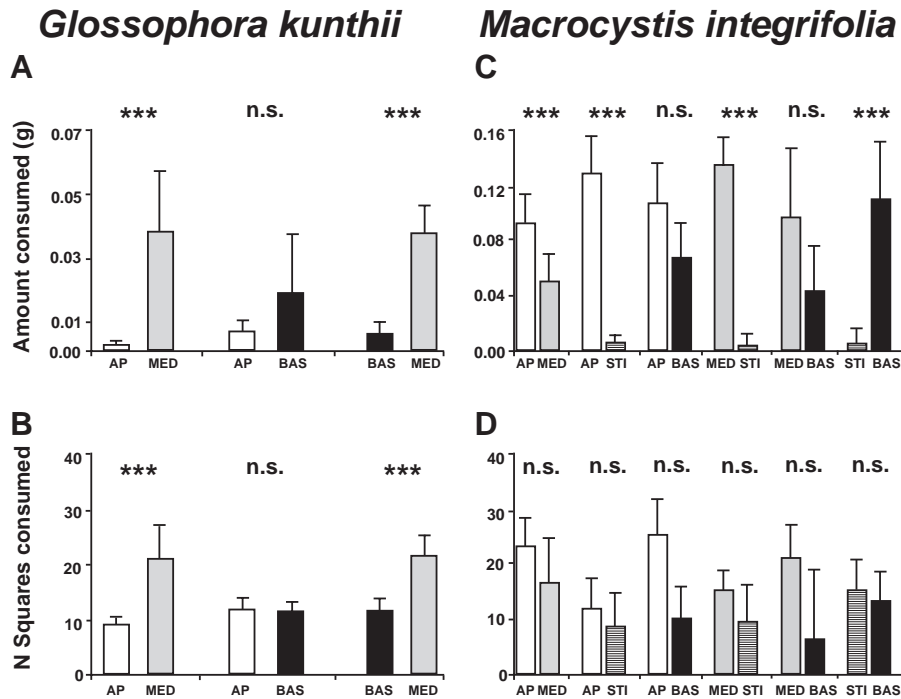 Glossophora kunthii
Macrocystis integrifolia
A
*** n.s. ***
Amount consumed (g)
0.07
0.05
0.03
0.01
0.00
AP MED AP BAS BAS MED
C
*** *** n.s. *** n.s. ***
0.16
0.12
0.08
0.04
0.00
AP MED AP STI AP BAS MED STI MED BAS STI BAS
B
*** n.s. ***
N Squares consumed
40
30
20
10
0
AP MED AP BAS BAS MED
D
n.s. n.s. n.s. n.s. n.s. n.s.
40
30
20
10
0
AP MED AP STI AP BAS MED STI MED BAS STI BAS